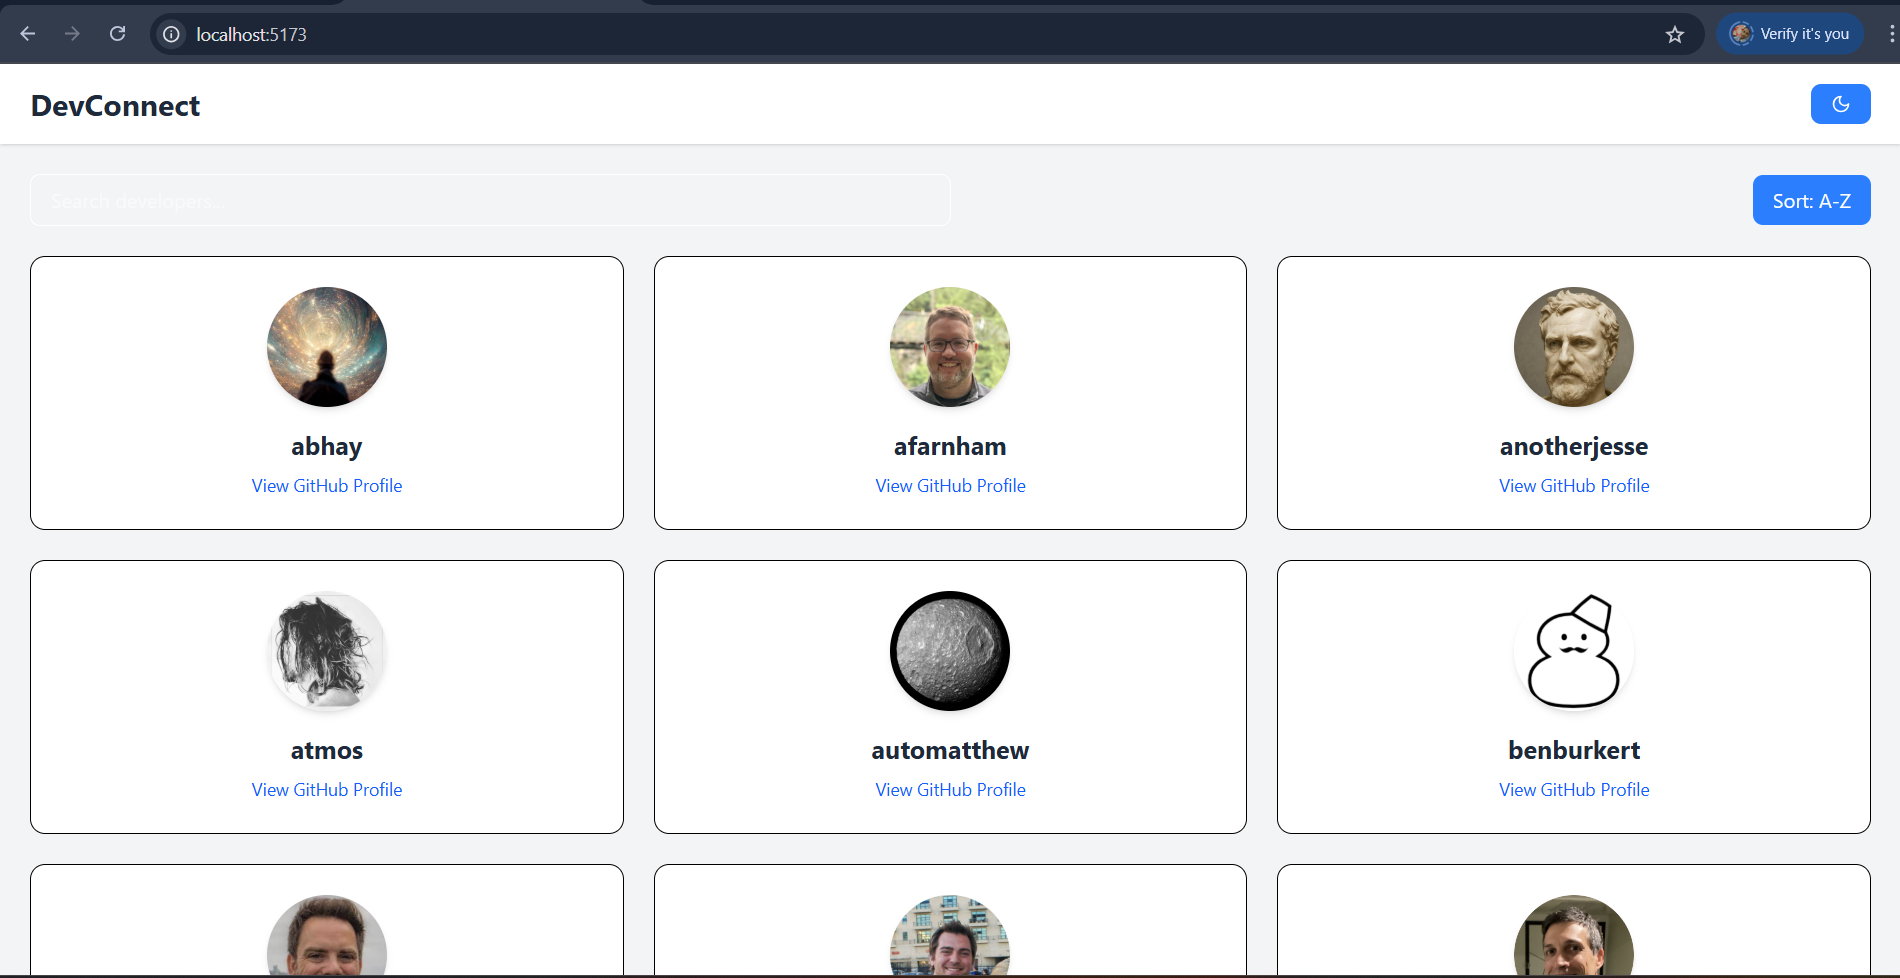 localhost:5173
Verify it's you
DevConnect
Search developers...
Sort: A-Z
abhay
View GitHub Profile
afarnham
View GitHub Profile
anotherjesse
View GitHub Profile
atmos
View GitHub Profile
automatthew
View GitHub Profile
benburkert
View GitHub Profile